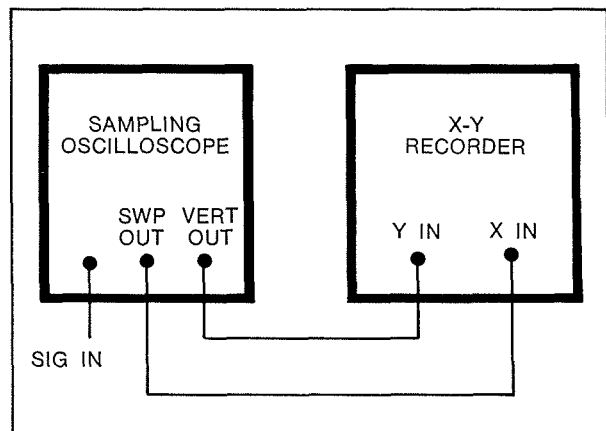 SAMPLING
OSCILLOSCOPE
SWP
OUT
VERT
OUT
SIG IN
X-Y
RECORDER
Y IN
X IN